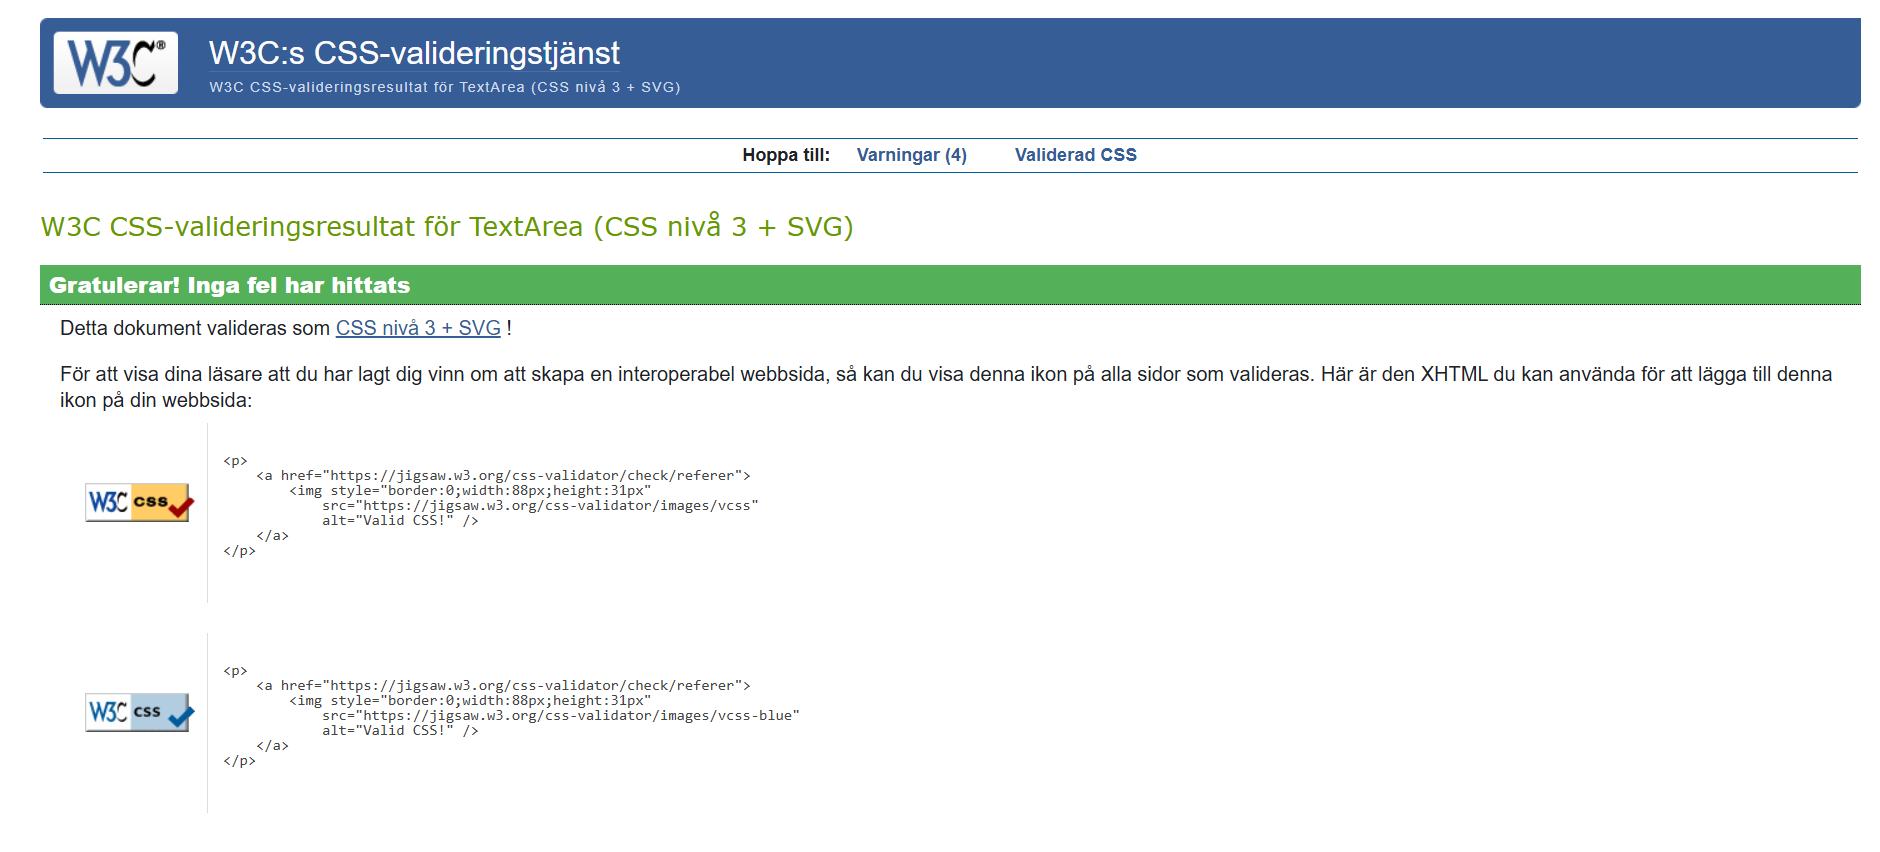 W3C®
W3C:s CSS-valideringstjänst
W3C CSS-valideringsresultat för TextArea (CSS nivå 3 + SVG)
Hoppa till: Varningar (4) Validerad CSS
W3C CSS-valideringsresultat för TextArea (CSS nivå 3 + SVG)
Gratulerar! Inga fel har hittats
Detta dokument valideras som CSS nivå 3 + SVG !
För att visa dina läsare att du har lagt dig vinn om att skapa en interoperabel webbsida, så kan du visa denna ikon på alla sidor som valideras. Här är den XHTML du kan använda för att lägga till denna
ikon på din webbsida:
W3C css
<p>
    <a href="https://jigsaw.w3.org/css-validator/check/referer">
        <img style="border:0;width:88px;height:31px"
            src="https://jigsaw.w3.org/css-validator/images/vcss"
            alt="Valid CSS!" />
    </a>
</p>
W3C css
<p>
    <a href="https://jigsaw.w3.org/css-validator/check/referer">
        <img style="border:0;width:88px;height:31px"
            src="https://jigsaw.w3.org/css-validator/images/vcss-blue"
            alt="Valid CSS!" />
    </a>
</p>